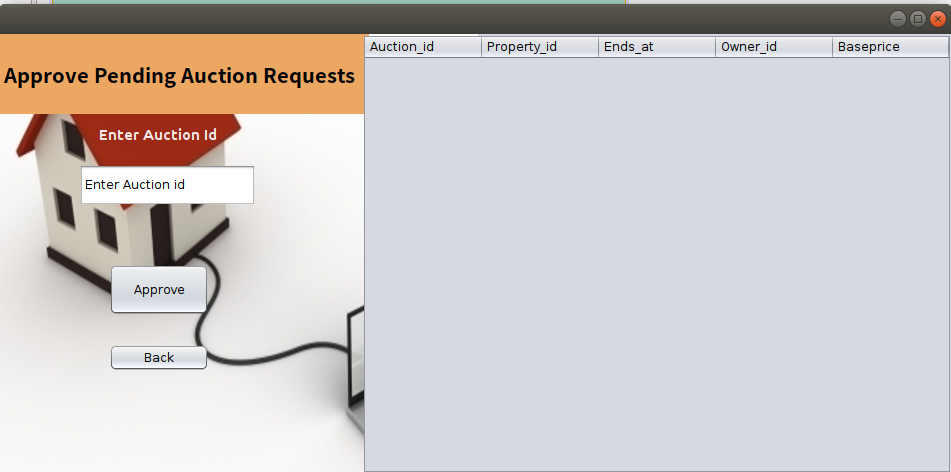 Approve Pending Auction Requests
Enter Auction Id
Enter Auction id
Approve
Back
Auction_id Property_id Ends_at Owner_id Baseprice